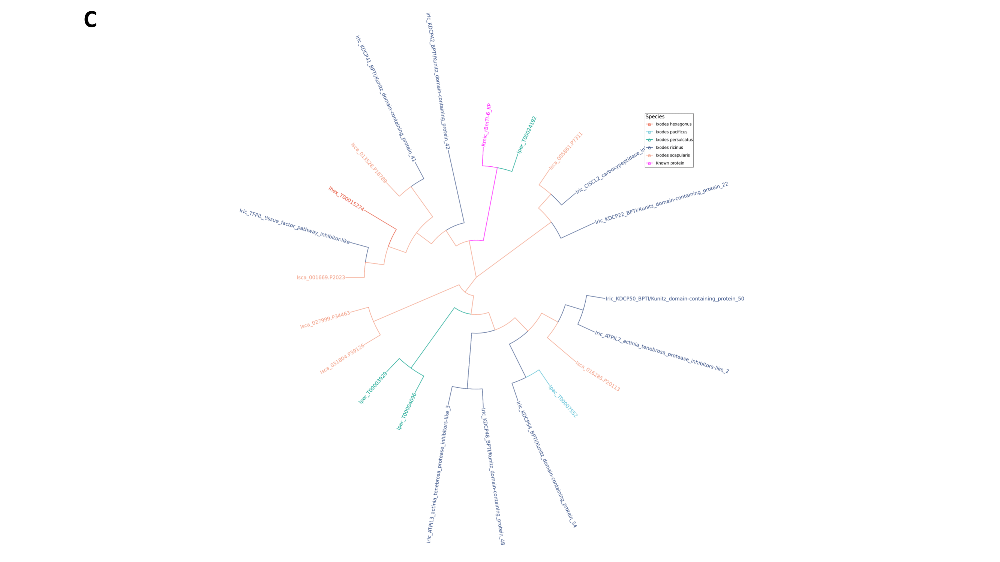 C
Iric_KDCP42_BPTI/Kunitz_domain-containing_protein_42
Iric_KDCP41_BPTI/Kunitz_domain-containing_protein_41
Rmic_rBmTI-6_KP
Iper_T00024192
Isca_005861.P7311
Iric_CISCL2_carboxypeptidase
Iric_KDCP22_BPTI/Kunitz_domain-containing_protein_22
Species
Ixodes hexagonus
Ixodes pacificus
Ixodes persulcatus
Ixodes ricinus
Ixodes scapularis
Known protein
Isca_013528.P16789
Ihex_T00015274
Iric_TFPIL_tissue_factor_pathway_inhibitor-like
Isca_001669.P2023
Isca_027999.P34463
Isca_031804.P39126
Iper_T00003929
Iper_T00004096
Iric_ATPIL3_actinia_tenebrosa_protease_inhibitors-like_3
Iric_KDCP48_BPTI/Kunitz_domain-containing_protein_48
Iric_KDCP54_BPTI/Kunitz_domain-containing_protein_54
Ipac_T00007552
Isca_016285.P20113
Iric_ATPIL2_actinia_tenebrosa_protease_inhibitors-like_2
Iric_KDCP50_BPTI/Kunitz_domain-containing_protein_50